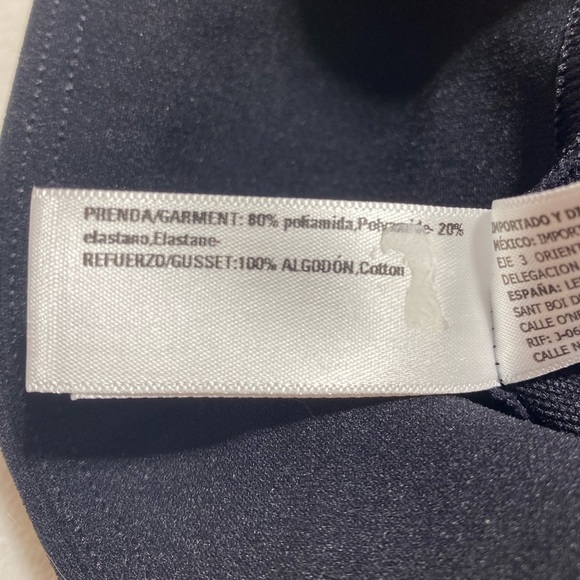 PRENDA/GARMENT: 80% poliamida,Polyamide- 20%
elastano,Elastane-
REFUERZO/GUSSET:100% ALGODÓN,Cotton
IMPORTADO Y D
MÉXICO: IMPORT
EJE 3 ORIENT
DELEGACION
ESPAÑA: LE
SANT BOI D
CALLE O'NE
RIF: J-06
CALLE N